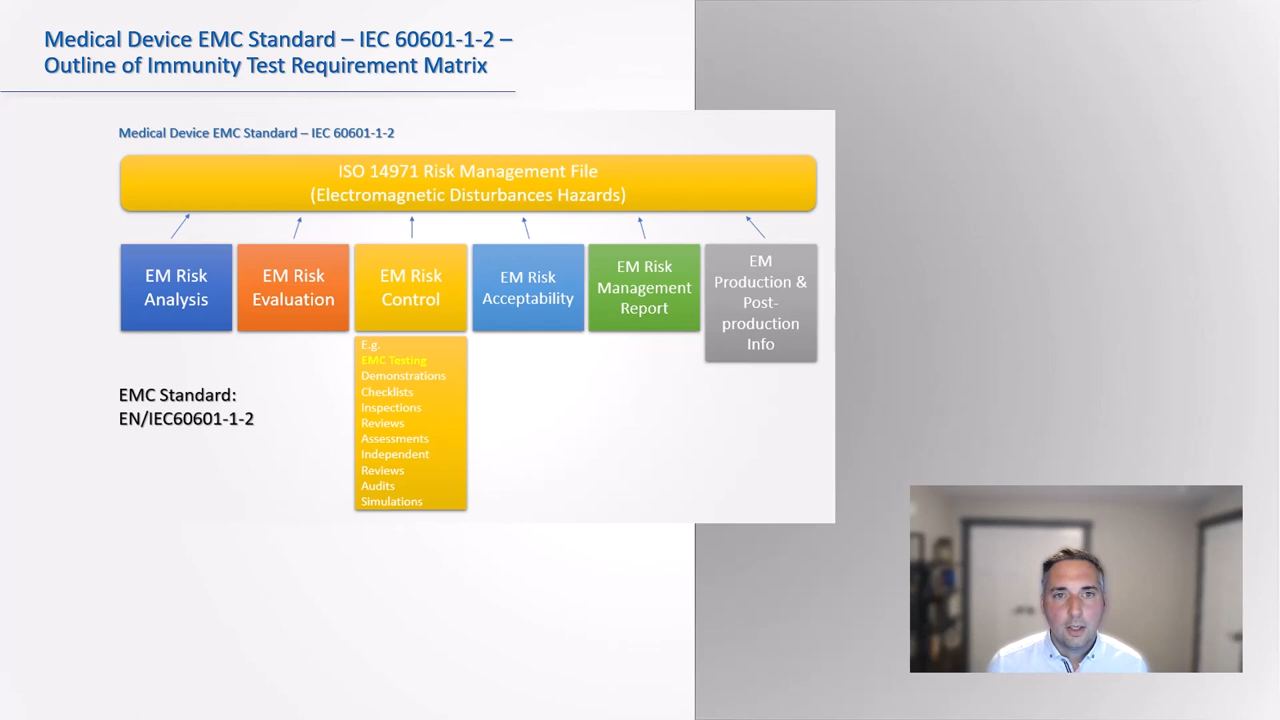 Medical Device EMC Standard – IEC 60601-1-2 –
Outline of Immunity Test Requirement Matrix
Medical Device EMC Standard – IEC 60601-1-2
ISO 14971 Risk Management File
(Electromagnetic Disturbances Hazards)
EM Risk
Analysis
EM Risk
Evaluation
EM Risk
Control
EM Risk
Acceptability
EM Risk
Management
Report
EM
Production &
Post-
production
Info
E.g.
EMC Testing
Demonstrations
Checklists
Inspections
Reviews
Assessments
Independent
Reviews
Audits
Simulations
EMC Standard:
EN/IEC60601-1-2